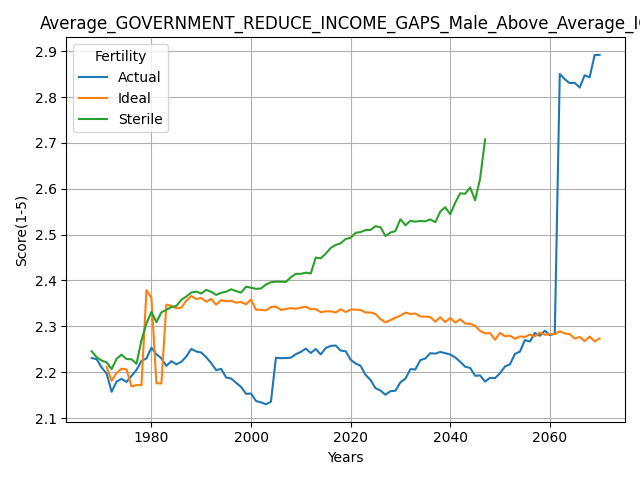 Average_GOVERNMENT_REDUCE_INCOME_GAPS_Male_Above_Average_I
Fertility
Actual
Ideal
Sterile
Score(1-5)
2.9
2.8
2.7
2.6
2.5
2.4
2.3
2.2
2.1
1980
2000
2020
2040
2060
Years